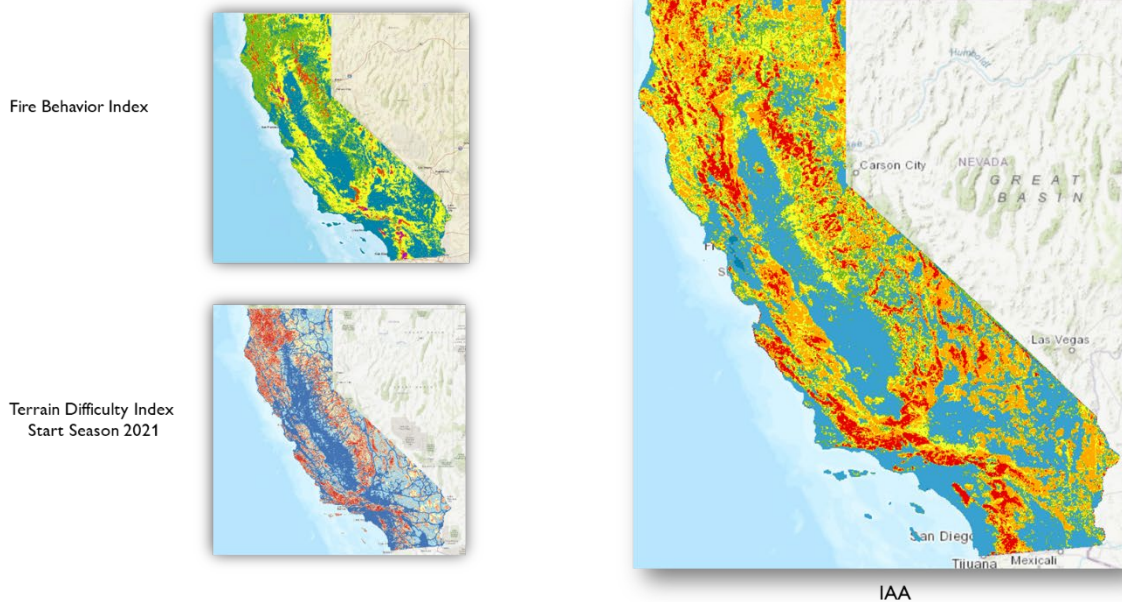 Fire Behavior Index
Terrain Difficulty Index
Start Season 2021
Humboldt
Carson City
NEVADA
GREAT
BASIN
Las Vegas
San Diego
Tijuana
Mexicali
IAA